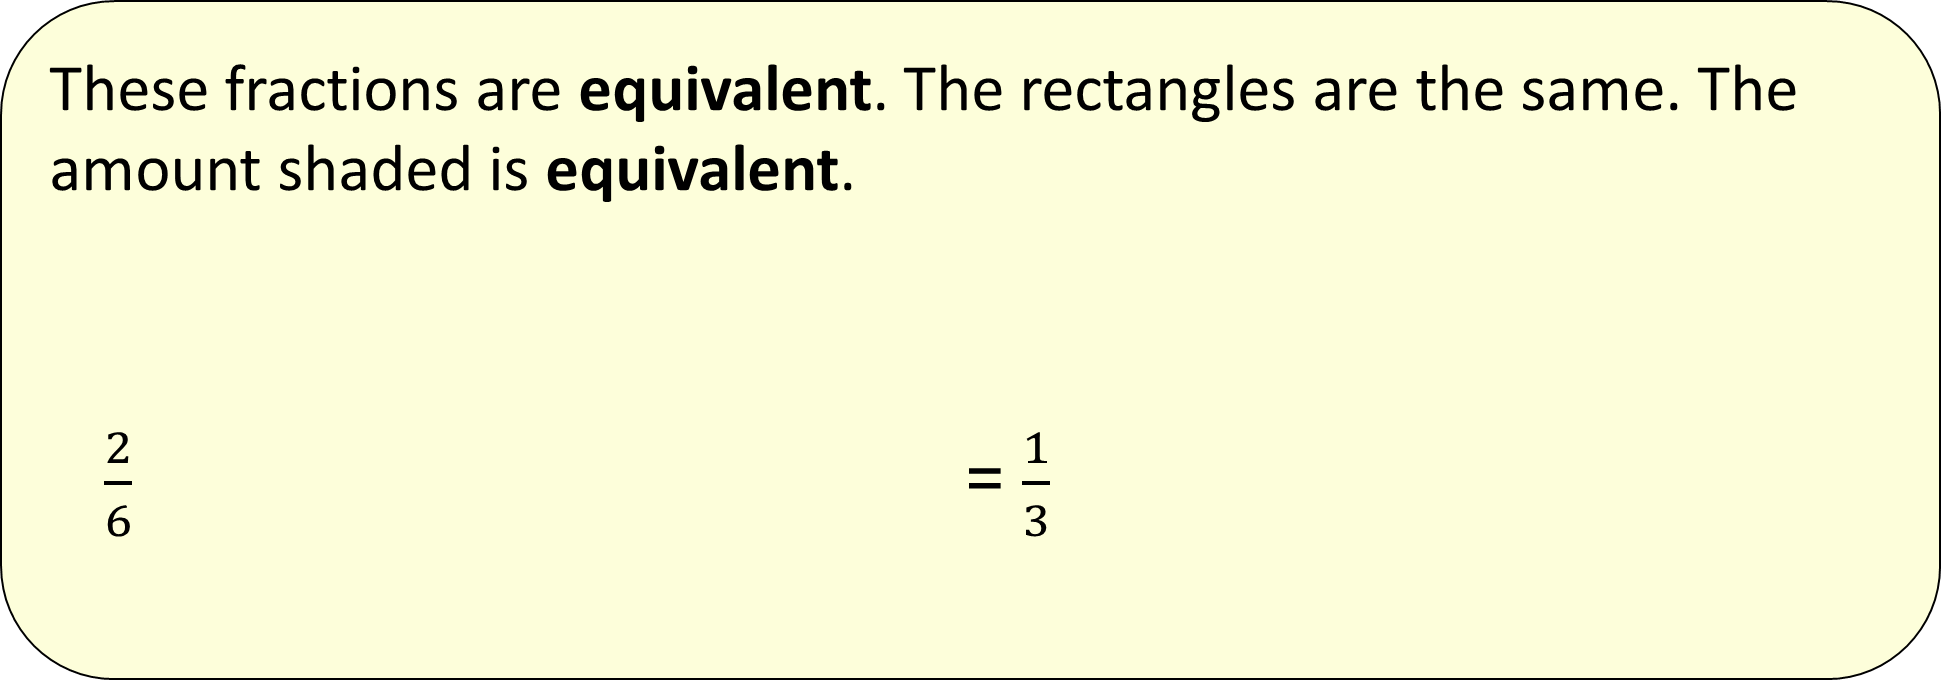 These fractions are equivalent. The rectangles are the same. The
amount shaded is equivalent.
2/6 = 1/3